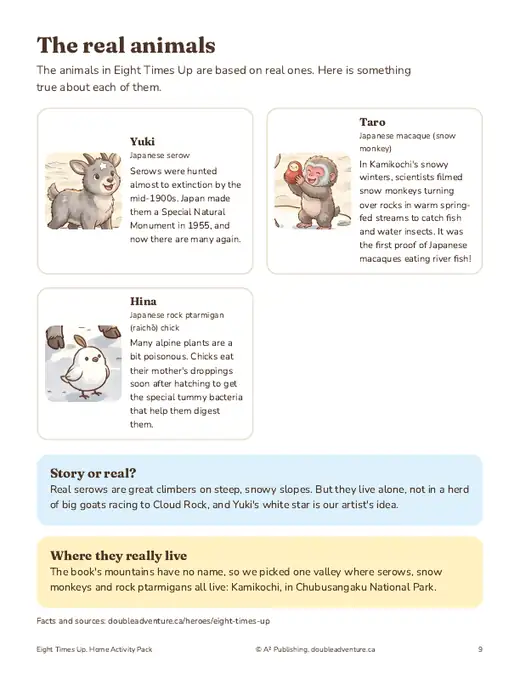 The real animals
The animals in Eight Times Up are based on real ones. Here is something
true about each of them.
Yuki
Japanese serow
Serows were hunted
almost to extinction by the
mid-1900s. Japan made
them a Special Natural
Monument in 1955, and
now there are many again.
Taro
Japanese macaque (snow
monkey)
In Kamikochi's snowy
winters, scientists filmed
snow monkeys turning
over rocks in warm spring-
fed streams to catch fish
and water insects. It was
the first proof of Japanese
macaques eating river fish!
Hina
Japanese rock ptarmigan
(raichō) chick
Many alpine plants are a
bit poisonous. Chicks eat
their mother's droppings
soon after hatching to get
the special tummy bacteria
that help them digest
them.
Story or real?
Real serows are great climbers on steep, snowy slopes. But they live alone, not in a herd
of big goats racing to Cloud Rock, and Yuki's white star is our artist's idea.
Where they really live
The book's mountains have no name, so we picked one valley where serows, snow
monkeys and rock ptarmigans all live: Kamikochi, in Chubusangaku National Park.
Facts and sources: doubleadventure.ca/heroes/eight-times-up
Eight Times Up. Home Activity Pack
© A² Publishing. doubleadventure.ca
9